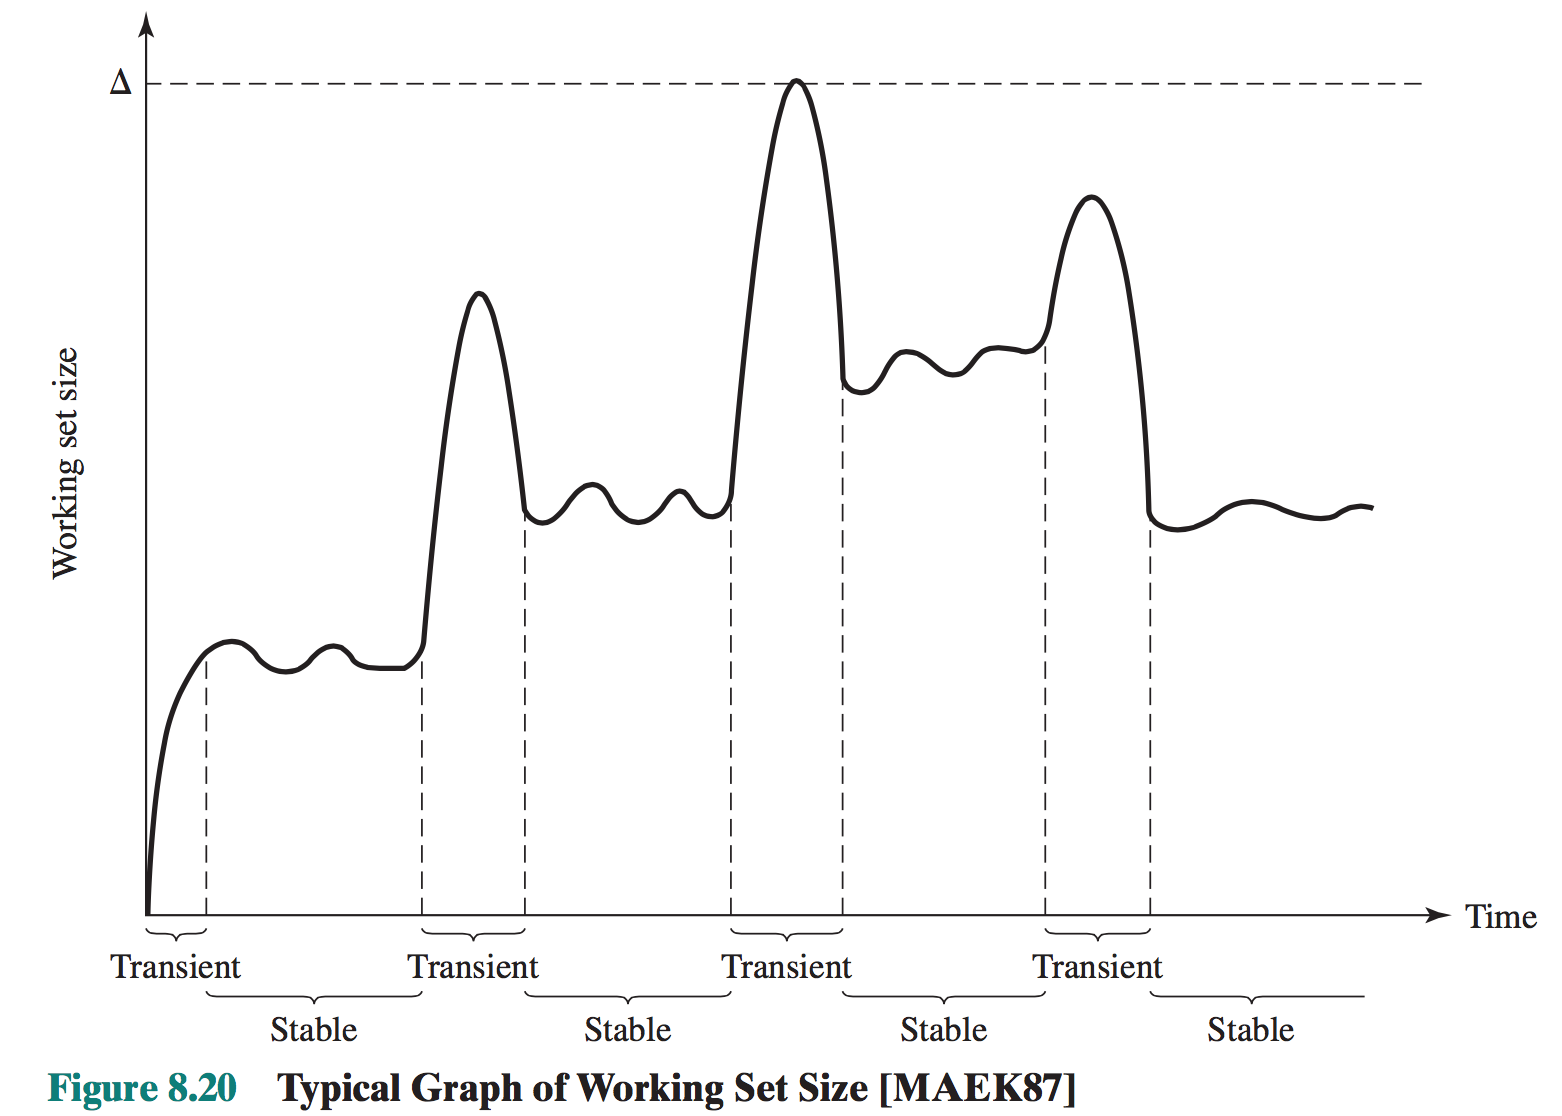 Δ
Working set size
Time
Transient Transient Transient Transient
Stable Stable Stable Stable
Figure 8.20 Typical Graph of Working Set Size [MAEK87]